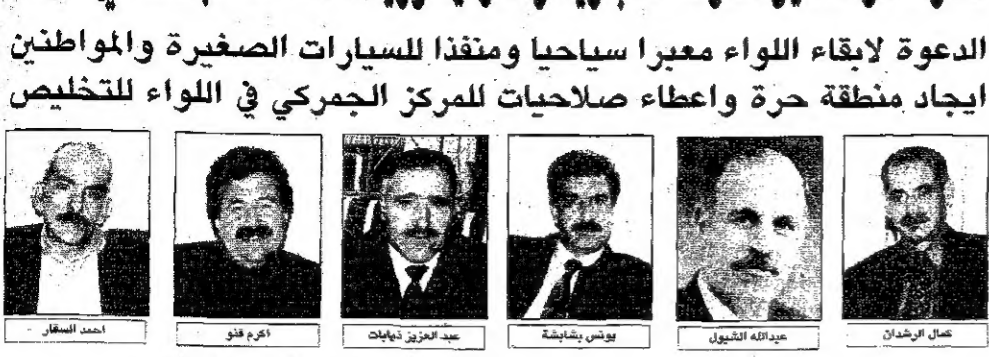 الدعوة لابقاء اللواء معبرا سياحيا ومنفذا للسيارات الصغيرة والمواطنين
ايجاد منطقة حرة واعطاء صلاحيات للمركز الجمركي في اللواء للتخليص
كمال الرشدان
عبدالله الشبول
يونس بشابشة
عبد العزيز ذيابات
اكرم قنو
احمد السقار